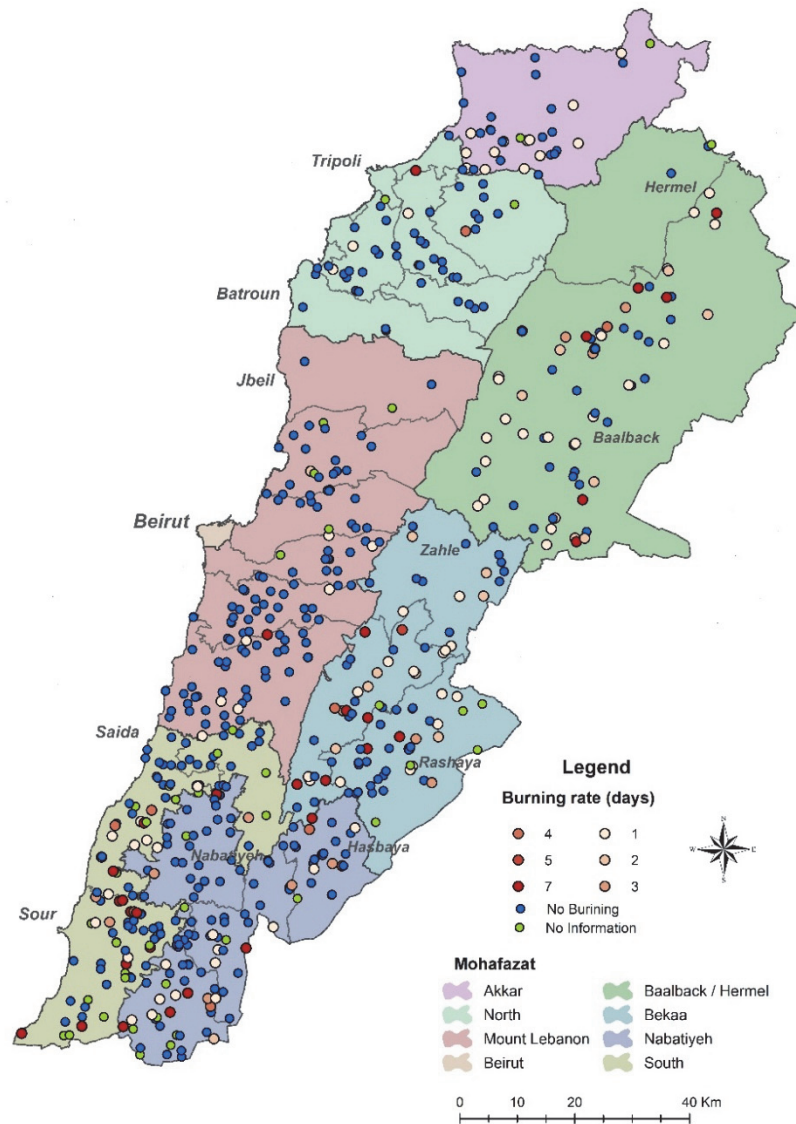 Tripoli
Hermel
Batroun
Jbeil
Baalback
Beirut
Zahle
Saida
Rashaya
Nabatiyeh
Hasbaya
Sour
Legend
Burning rate (days)
4 1
5 2
7 3
No Burining
No Information
N
W E
S
Mohafazat
Akkar Baalback / Hermel
North Bekaa
Mount Lebanon Nabatiyeh
Beirut South
0 10 20 40 Km